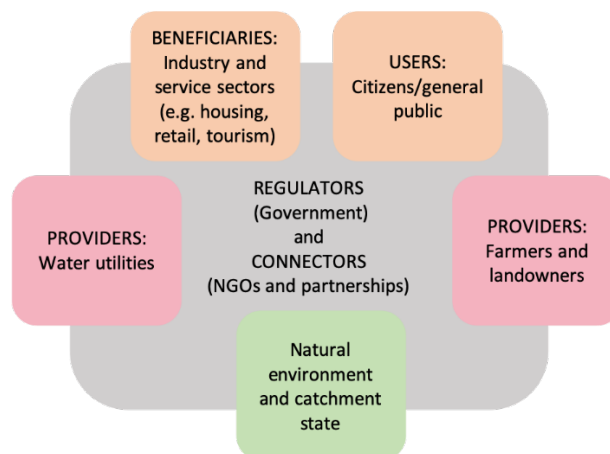 BENEFICIARIES:
Industry and
service sectors
(e.g. housing,
retail, tourism)
USERS:
Citizens/general
public
PROVIDERS:
Water utilities
REGULATORS
(Government)
and
CONNECTORS
(NGOs and partnerships)
PROVIDERS:
Farmers and
landowners
Natural
environment
and catchment
state